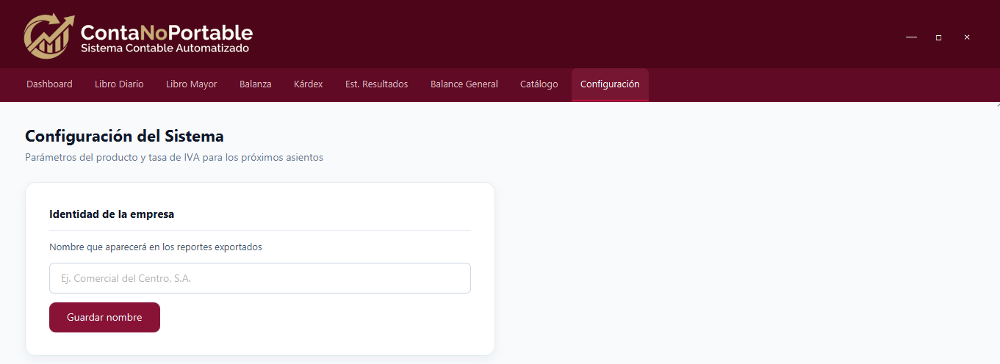 ContaNoPortable
Sistema Contable Automatizado
Dashboard Libro Diario Libro Mayor Balanza Kárdex Est. Resultados Balance General Catálogo Configuración
Configuración del Sistema
Parámetros del producto y tasa de IVA para los próximos asientos
Identidad de la empresa
Nombre que aparecerá en los reportes exportados
Ej. Comercial del Centro, S.A.
Guardar nombre